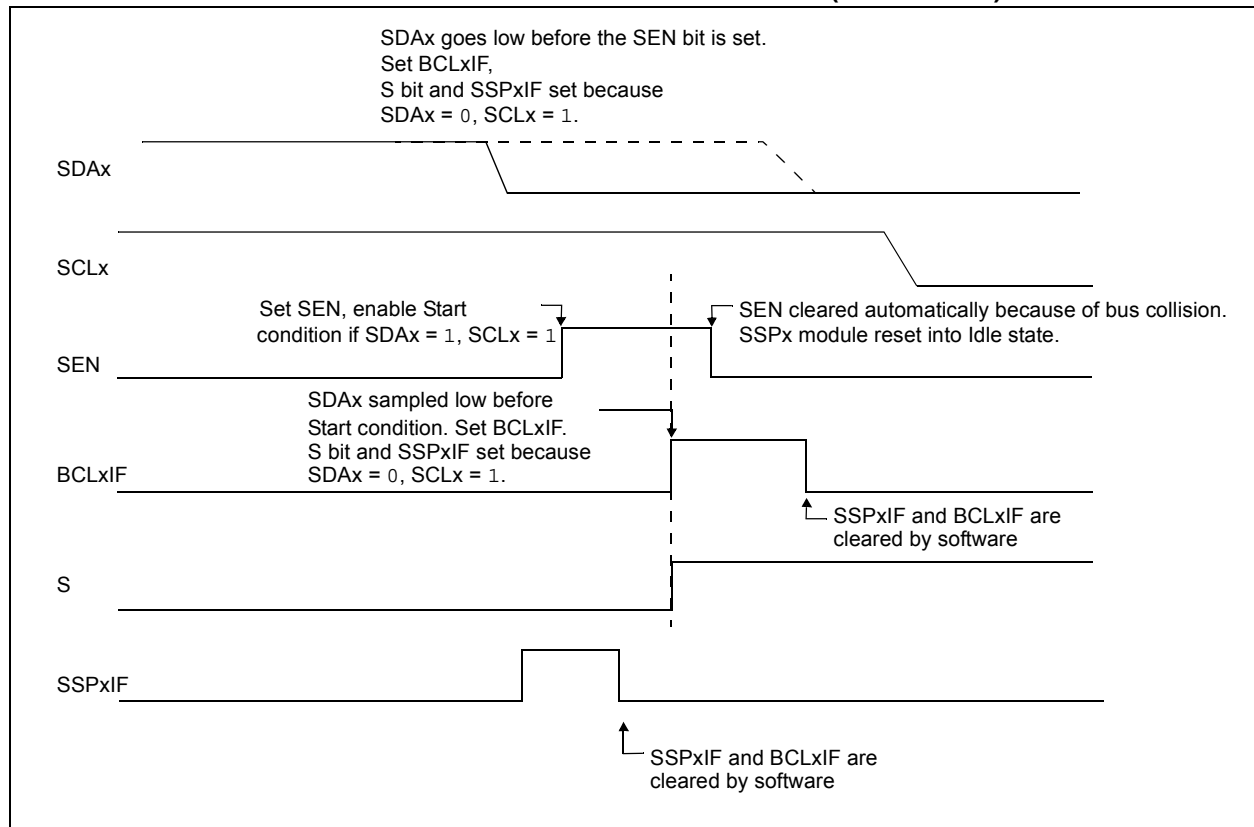 SDAx goes low before the SEN bit is set.
Set BCLxIF,
S bit and SSPxIF set because
SDAx = 0, SCLx = 1.
SDAx
SCLx
Set SEN, enable Start
condition if SDAx = 1, SCLx = 1
SEN cleared automatically because of bus collision.
SSPx module reset into Idle state.
SEN
SDAx sampled low before
Start condition. Set BCLxIF.
S bit and SSPxIF set because
SDAx = 0, SCLx = 1.
BCLxIF
SSPxIF and BCLxIF are
cleared by software
S
SSPxIF
SSPxIF and BCLxIF are
cleared by software